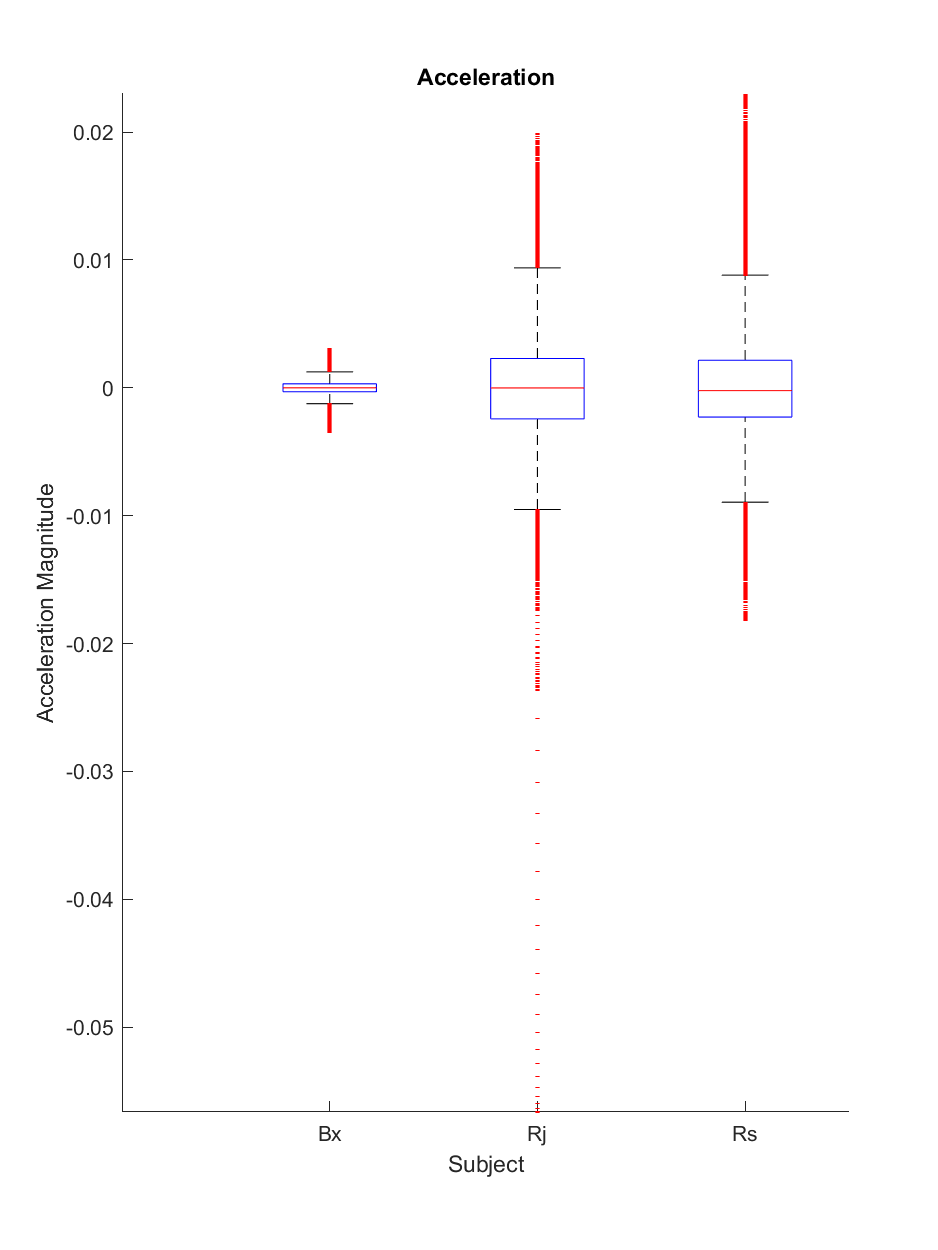 Acceleration
0.02
0.01
0
-0.01
-0.02
-0.03
-0.04
-0.05
Acceleration Magnitude
Bx Rj Rs
Subject